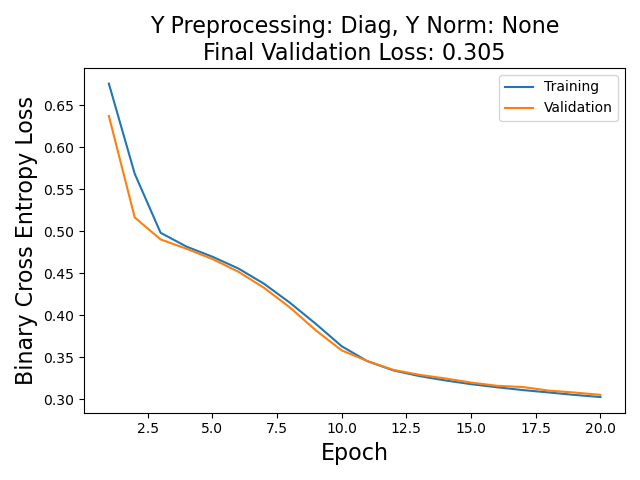 Y Preprocessing: Diag, Y Norm: None
Final Validation Loss: 0.305
Training
Validation
Binary Cross Entropy Loss
0.65
0.60
0.55
0.50
0.45
0.40
0.35
0.30
2.5 5.0 7.5 10.0 12.5 15.0 17.5 20.0
Epoch